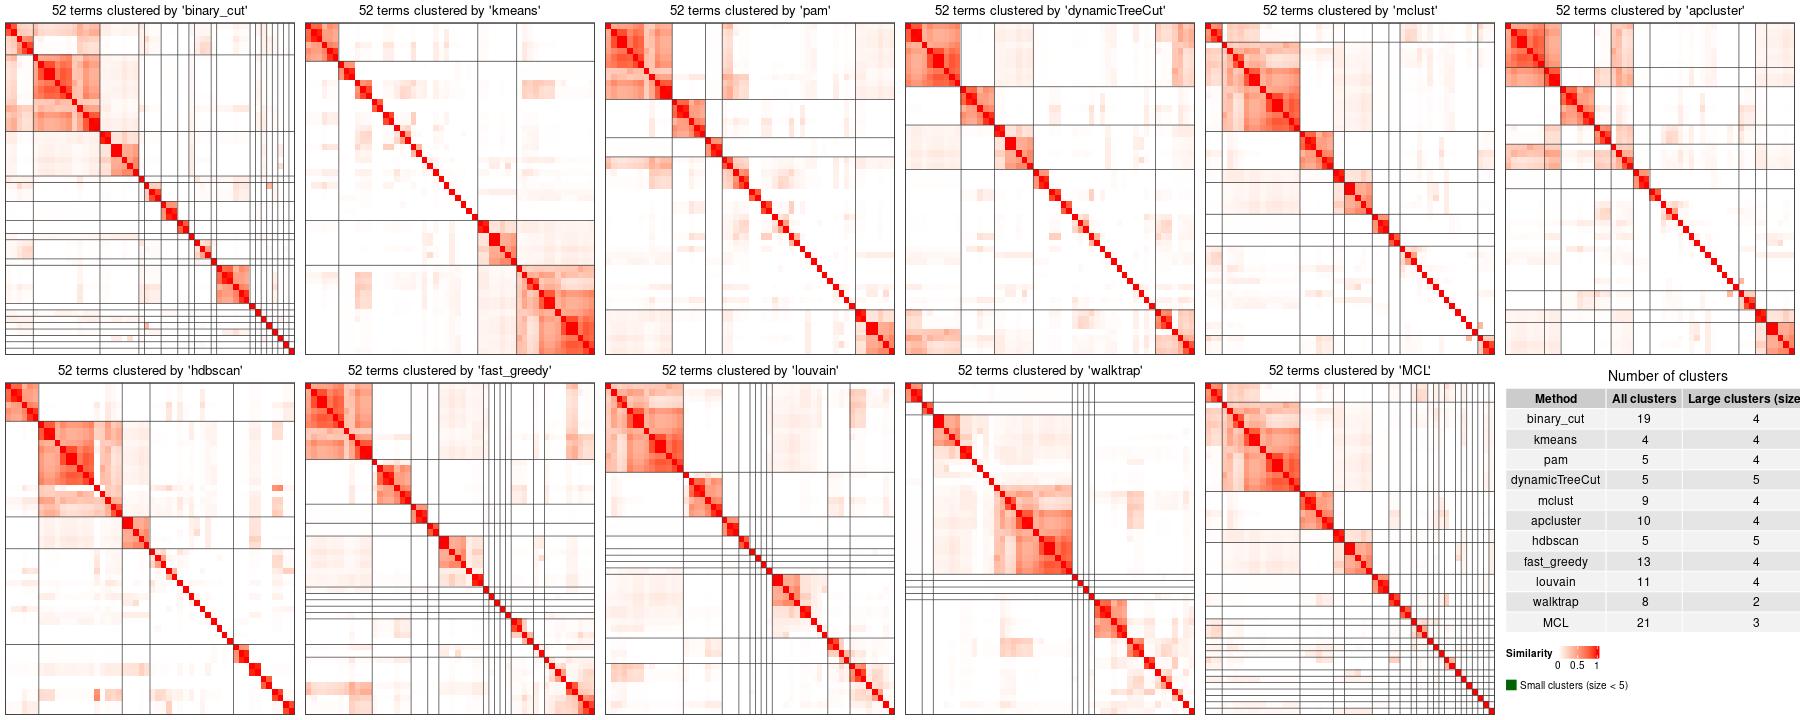 52 terms clustered by 'binary_cut'
52 terms clustered by 'kmeans'
52 terms clustered by 'pam'
52 terms clustered by 'dynamicTreeCut'
52 terms clustered by 'mclust'
52 terms clustered by 'apcluster'
52 terms clustered by 'hdbscan'
52 terms clustered by 'fast_greedy'
52 terms clustered by 'louvain'
52 terms clustered by 'walktrap'
52 terms clustered by 'MCL'
Number of clusters
Method All clusters Large clusters (size
binary_cut 19 4
kmeans 4 4
pam 5 4
dynamicTreeCut 5 5
mclust 9 4
apcluster 10 4
hdbscan 5 5
fast_greedy 13 4
louvain 11 4
walktrap 8 2
MCL 21 3
Similarity
0 0.5 1
Small clusters (size < 5)